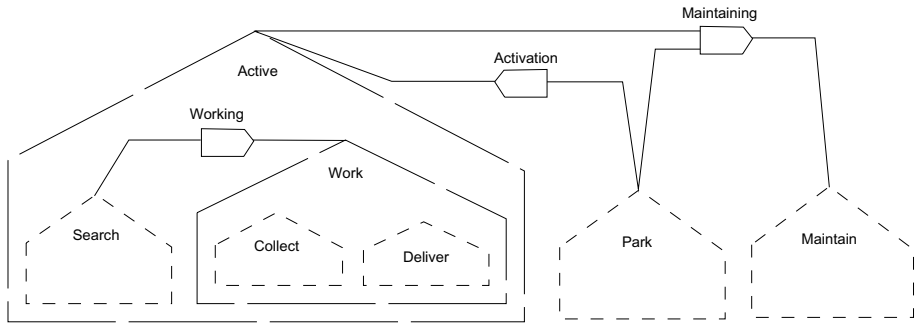 Maintaining
Activation
Active
Working
Work
Search
Collect
Deliver
Park
Maintain